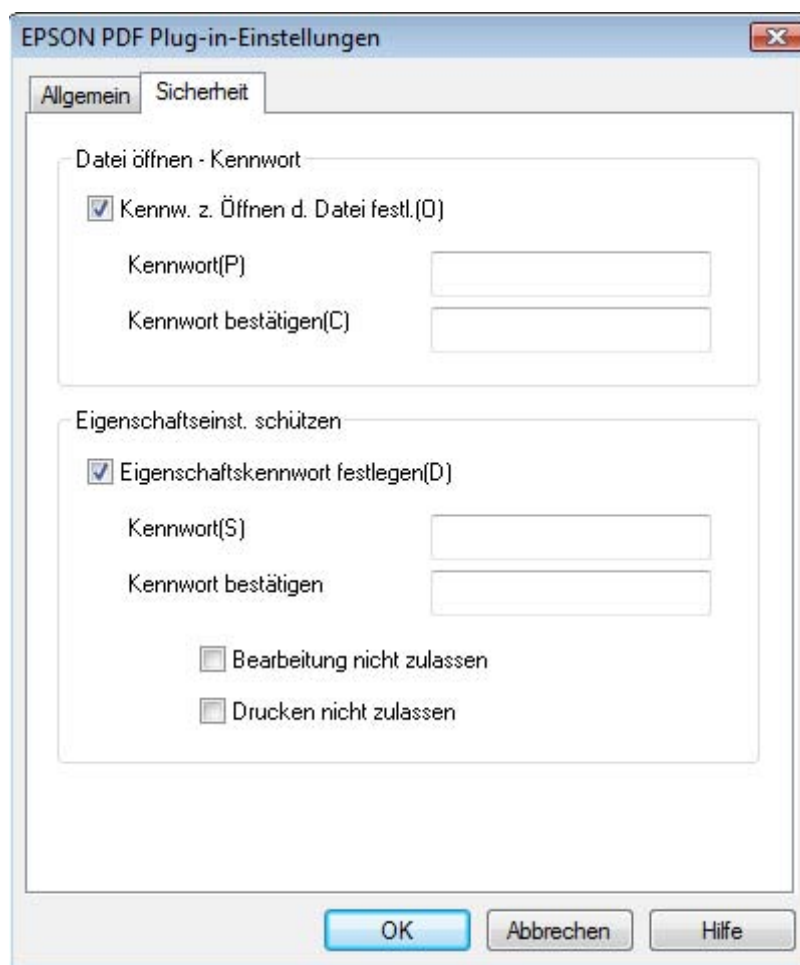 EPSON PDF Plug-in-Einstellungen
Allgemein Sicherheit
Datei öffnen - Kennwort
Kennw. z. Öffnen d. Datei festl.(O)
Kennwort(P)
Kennwort bestätigen(C)
Eigenschaftseinst. schützen
Eigenschaftskennwort festlegen(D)
Kennwort(S)
Kennwort bestätigen
Bearbeitung nicht zulassen
Drucken nicht zulassen
OK Abbrechen Hilfe